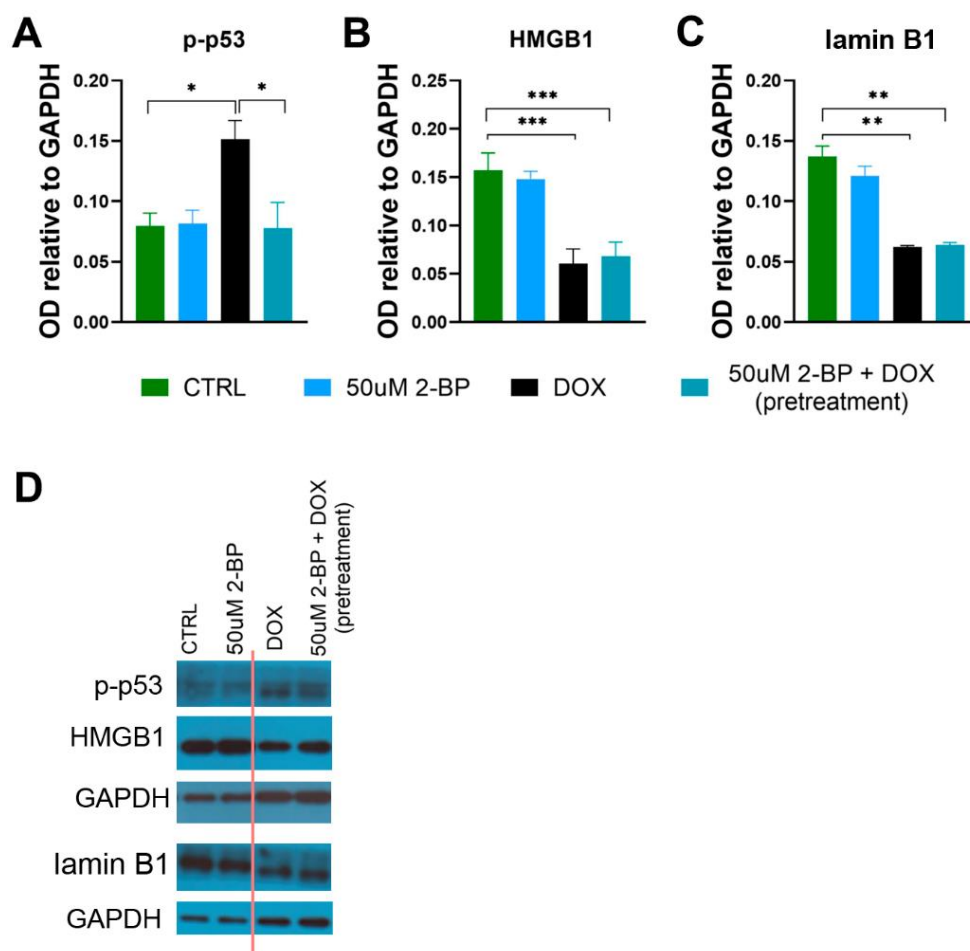 A
p-p53
OD relative to GAPDH
0.20
0.15
0.10
0.05
0.00
*
*
B
HMGB1
OD relative to GAPDH
0.25
0.20
0.15
0.10
0.05
0.00
***
***
C
lamin B1
OD relative to GAPDH
0.20
0.15
0.10
0.05
0.00
**
**
CTRL
50uM 2-BP
DOX
50uM 2-BP + DOX
(pretreatment)
D
CTRL
50uM 2-BP
DOX
50uM 2-BP + DOX
(pretreatment)
p-p53
HMGB1
GAPDH
lamin B1
GAPDH